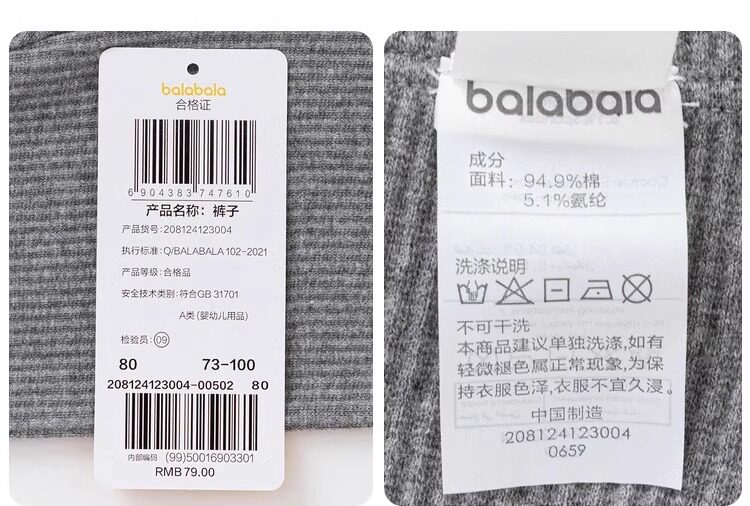 balabala
合格证
6 904383 747610
产品名称：裤子
产品货号：208124123004
执行标准：Q/BALABALA 102-2021
产品等级：合格品
安全技术类别：符合GB 31701
A类 (婴幼儿用品)
检验员：09
80 73-100
208124123004-00502 80
内部编码 (99)50016903301
RMB79.00
balabala
成分
面料：94.9%棉
5.1%氨纶
洗涤说明
不可干洗
本商品建议单独洗涤,如有
轻微褪色属正常现象,为保
持衣服色泽,衣服不宜久浸。
中国制造
208124123004
0659